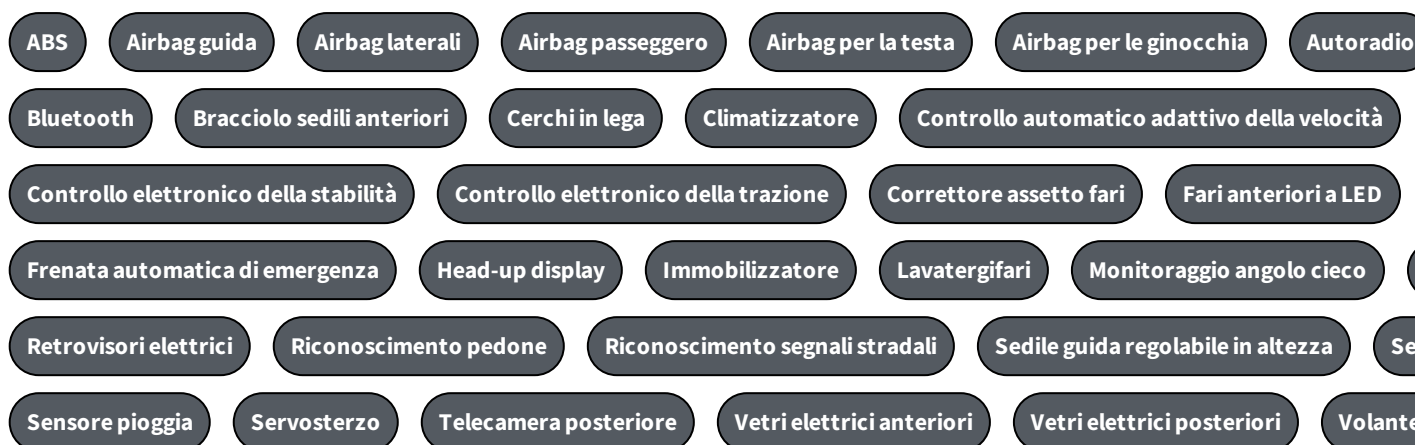 ABS Airbag guida Airbag laterali Airbag passeggero Airbag per la testa Airbag per le ginocchia Autoradio
Bluetooth Bracciolo sedili anteriori Cerchi in lega Climatizzatore Controllo automatico adattivo della velocità
Controllo elettronico della stabilità Controllo elettronico della trazione Correttore assetto fari Fari anteriori a LED
Frenata automatica di emergenza Head-up display Immobilizzatore Lavatergifari Monitoraggio angolo cieco
Retrovisori elettrici Riconoscimento pedone Riconoscimento segnali stradali Sedile guida regolabile in altezza
Sensore pioggia Servosterzo Telecamera posteriore Vetri elettrici anteriori Vetri elettrici posteriori Volante